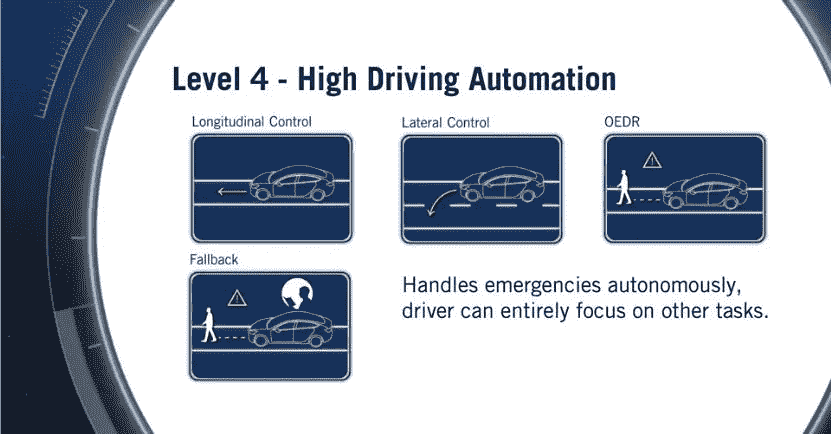 Level 4 - High Driving Automation
Longitudinal Control
Lateral Control
OEDR
Fallback
Handles emergencies autonomously,
driver can entirely focus on other tasks.